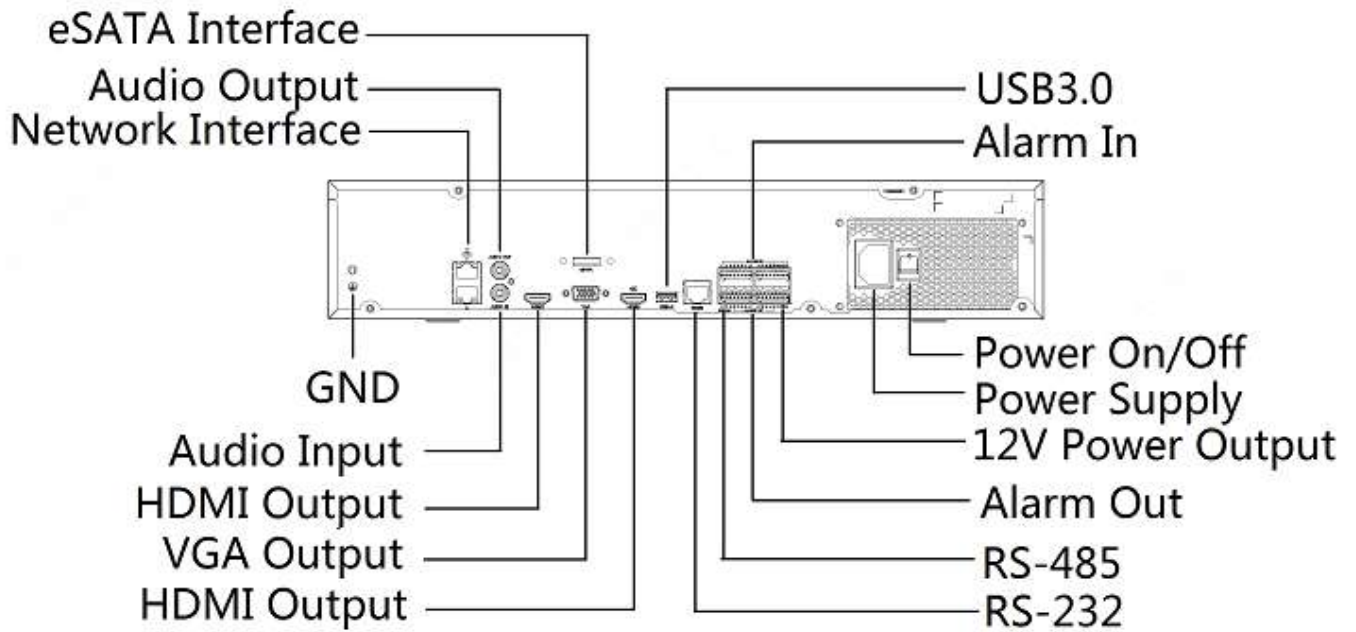 eSATA Interface
Audio Output
Network Interface
USB3.0
Alarm In
GND
Audio Input
HDMI Output
VGA Output
HDMI Output
Power On/Off
Power Supply
12V Power Output
Alarm Out
RS-485
RS-232